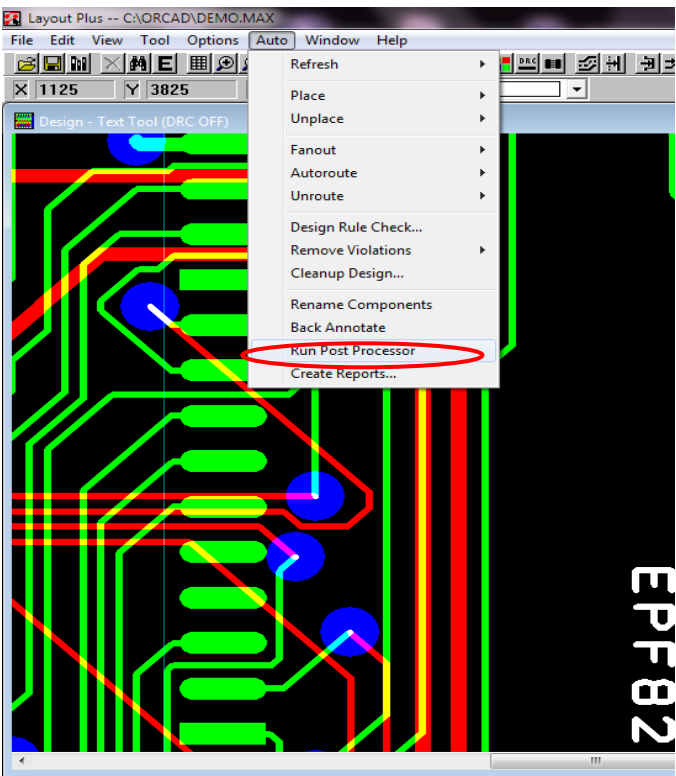 Layout Plus -- C:\ORCAD\DEMO.MAX
File Edit View Tool Options Auto Window Help
E DRC
X 1125 Y 3825
Design - Text Tool (DRC OFF)
Refresh
Place
Unplace
Fanout
Autoroute
Unroute
Design Rule Check...
Remove Violations
Cleanup Design...
Rename Components
Back Annotate
Run Post Processor
Create Reports...
EPF82